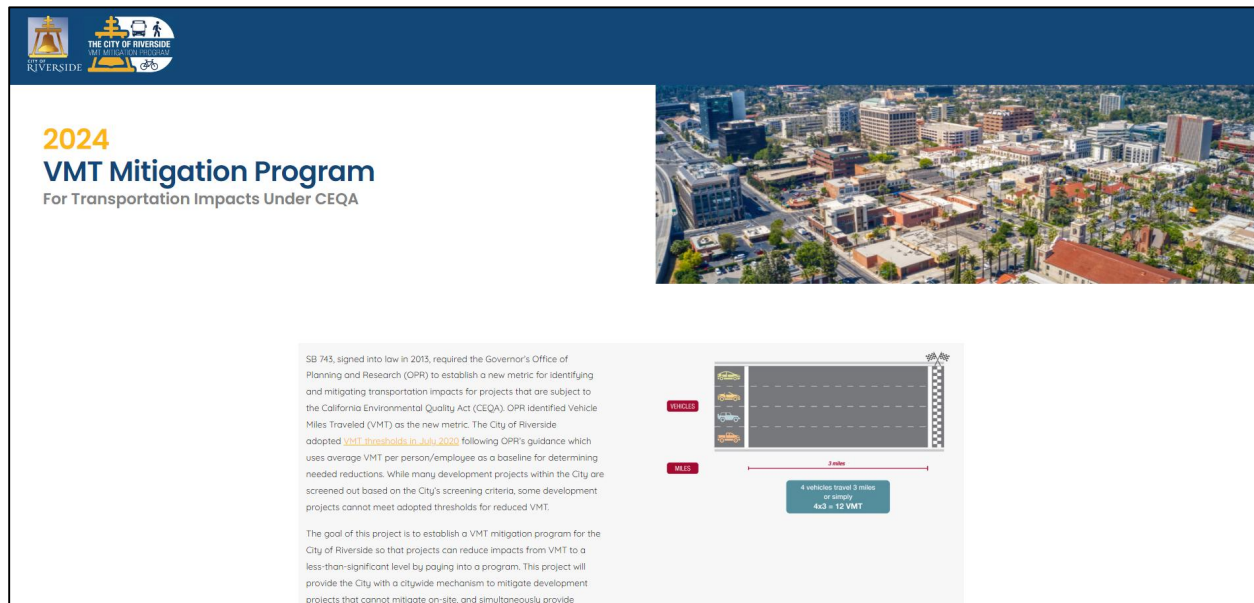 CITY OF
RIVERSIDE
THE CITY OF RIVERSIDE
VMT MITIGATION PROGRAM
2024
VMT Mitigation Program
For Transportation Impacts Under CEQA
SB 743, signed into law in 2013, required the Governor's Office of
Planning and Research (OPR) to establish a new metric for identifying
and mitigating transportation impacts for projects that are subject to
the California Environmental Quality Act (CEQA). OPR identified Vehicle
Miles Traveled (VMT) as the new metric. The City of Riverside
adopted VMT thresholds in July 2020 following OPR's guidance which
uses average VMT per person/employee as a baseline for determining
needed reductions. While many development projects within the City are
screened out based on the City's screening criteria, some development
projects cannot meet adopted thresholds for reduced VMT.
The goal of this project is to establish a VMT mitigation program for the
City of Riverside so that projects can reduce impacts from VMT to a
less-than-significant level by paying into a program. This project will
provide the City with a citywide mechanism to mitigate development
projects that cannot mitigate on-site, and simultaneously provide
VEHICLES
MILES
3 miles
4 vehicles travel 3 miles
or simply
4x3 = 12 VMT